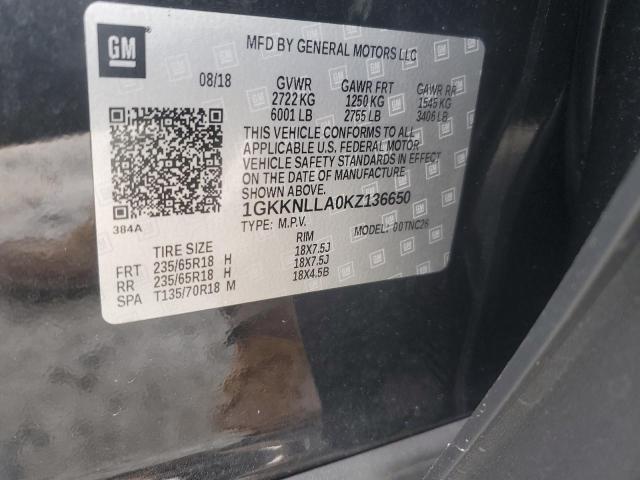 GM
MFD BY GENERAL MOTORS LLC
08/18 GVWR GAWR FRT GAWR RR
2722 KG 1250 KG 1545 KG
6001 LB 2755 LB 3406 LB
THIS VEHICLE CONFORMS TO ALL
APPLICABLE U.S. FEDERAL MOTOR
VEHICLE SAFETY STANDARDS IN EFFECT
ON DATE OF MANUFACTURE
SHOWN ABOVE.
1GKKNLLA0KZ136650
384A TYPE: M.P.V. MODEL: 00TNC26
TIRE SIZE RIM
FRT 235/65R18 H 18X7.5J
RR 235/65R18 H 18X7.5J
SPA T135/70R18 M 18X4.5B